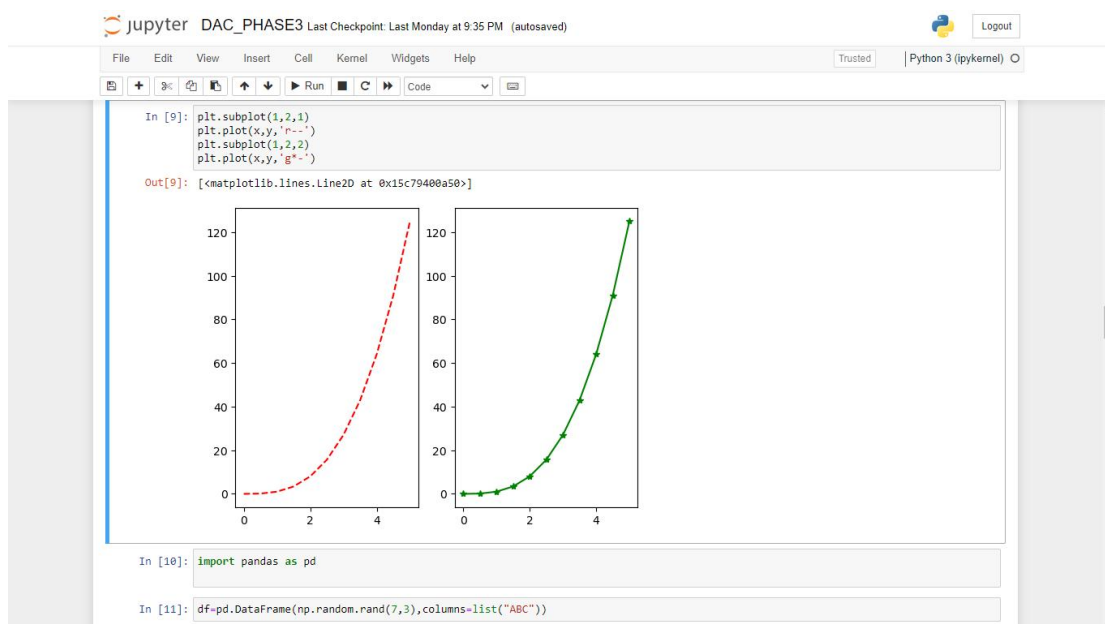 jupyter DAC_PHASE3 Last Checkpoint: Last Monday at 9:35 PM (autosaved)
Logout
File Edit View Insert Cell Kernel Widgets Help
Trusted
Python 3 (ipykernel)
Run
Code
In [9]: plt.subplot(1,2,1)
plt.plot(x,y,'r--')
plt.subplot(1,2,2)
plt.plot(x,y,'g*-')
Out[9]: [<matplotlib.lines.Line2D at 0x15c79400a50>]
120 120
100 100
80 80
60 60
40 40
20 20
0 0
0 2 4 0 2 4
In [10]: import pandas as pd
In [11]: df=pd.DataFrame(np.random.rand(7,3),columns=list("ABC"))